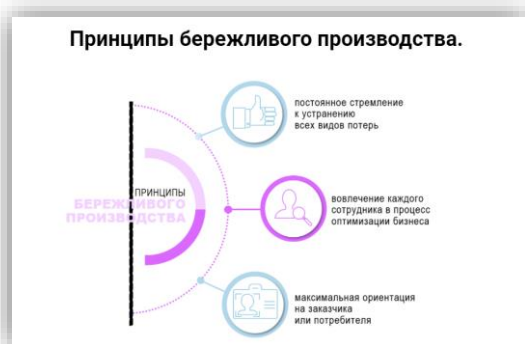 Принципы бережливого производства.
постоянное стремление
к устранению
всех видов потерь
ПРИНЦИПЫ
БЕРЕЖЛИВОГО
ПРОИЗВОДСТВА
вовлечение каждого
сотрудника в процесс
оптимизации бизнеса
максимальная ориентация
на заказчика
или потребителя